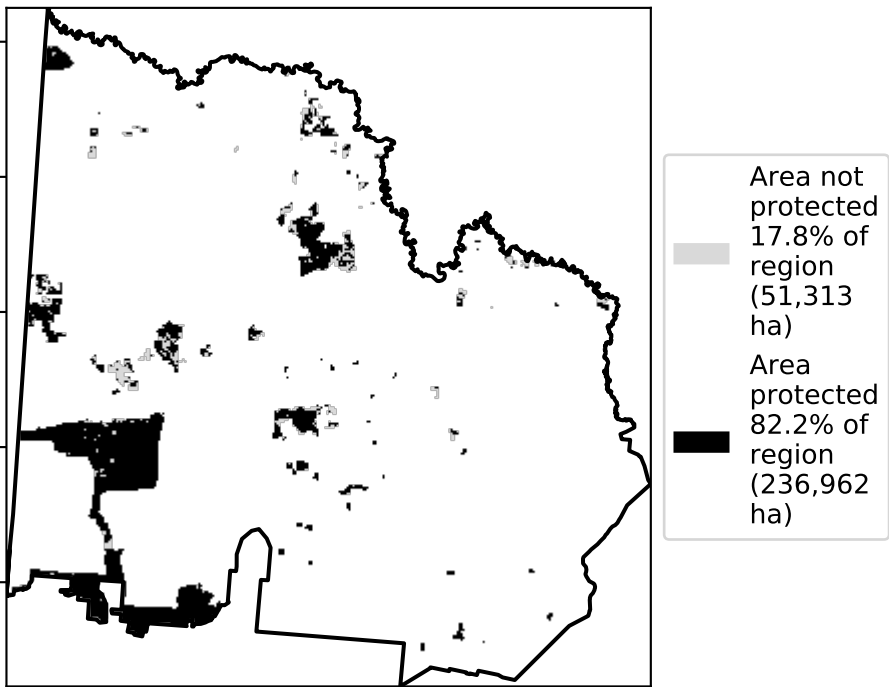 Area not
protected
17.8% of
region
(51,313
ha)
Area
protected
82.2% of
region
(236,962
ha)